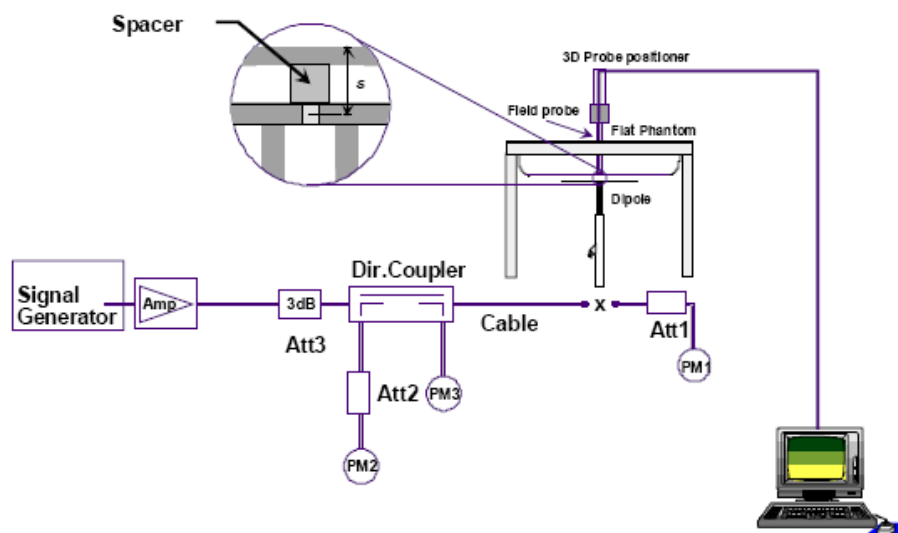 Spacer
s
3D Probe positioner
Field probe
Flat Phantom
Dipole
Signal
Generator
Amp
3dB
Att3
Dir.Coupler
Cable
X
Att1
PM1
Att2
PM3
PM2